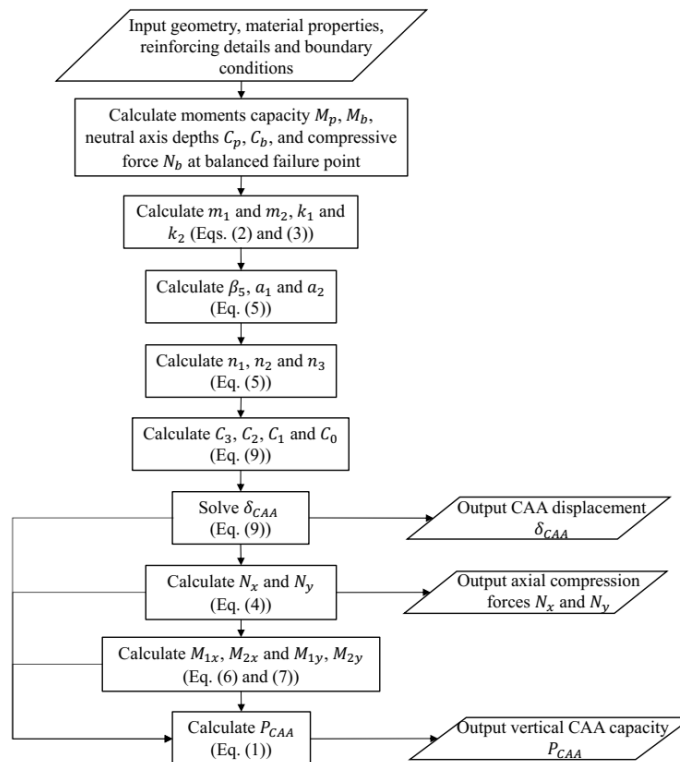 Input geometry, material properties,
reinforcing details and boundary
conditions
Calculate moments capacity M_p, M_b,
neutral axis depths C_p, C_b, and compressive
force N_b at balanced failure point
Calculate m_1 and m_2, k_1 and
k_2 (Eqs. (2) and (3))
Calculate β_5, a_1 and a_2
(Eq. (5))
Calculate n_1, n_2 and n_3
(Eq. (5))
Calculate C_3, C_2, C_1 and C_0
(Eq. (9))
Solve δ_CAA
(Eq. (9))
Output CAA displacement
δ_CAA
Calculate N_x and N_y
(Eq. (4))
Output axial compression
forces N_x and N_y
Calculate M_1x, M_2x and M_1y, M_2y
(Eq. (6) and (7))
Calculate P_CAA
(Eq. (1))
Output vertical CAA capacity
P_CAA